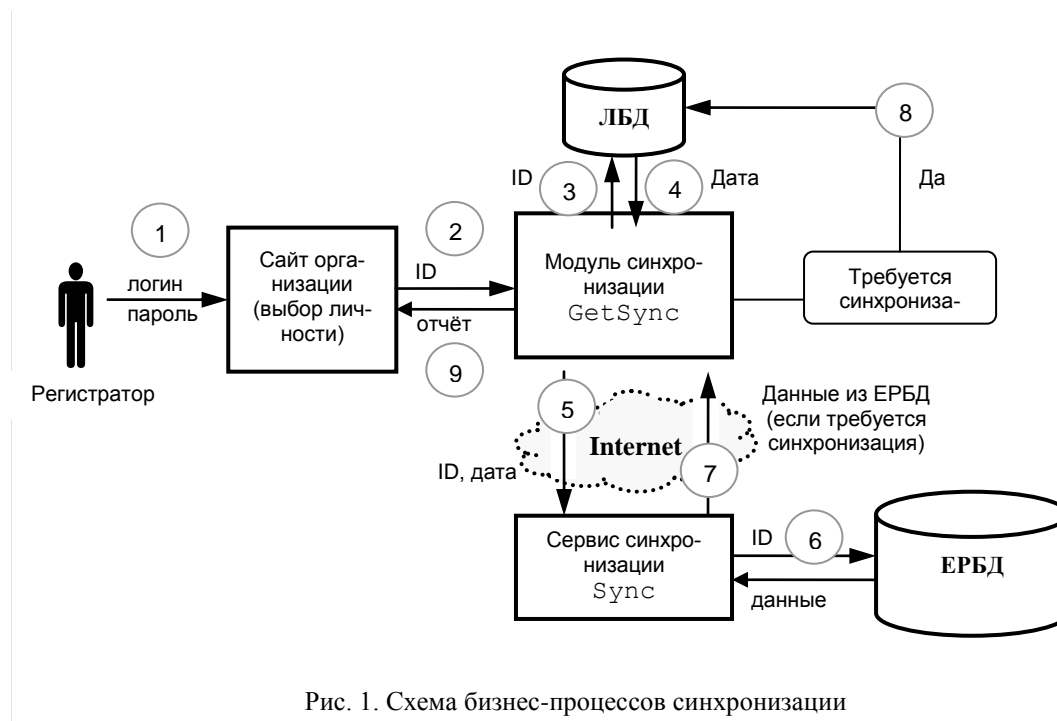 ЛБД
8
ID
3
4
Дата
Да
1
2
логин
пароль
Сайт орга-
низации
(выбор лич-
ности)
ID
отчёт
Модуль синхро-
низации
GetSync
Требуется
синхрониза-
9
Регистратор
5
Internet
7
Данные из ЕРБД
(если требуется
синхронизация)
ID, дата
Сервис синхро-
низации
Sync
ID
6
данные
ЕРБД
Рис. 1. Схема бизнес-процессов синхронизации